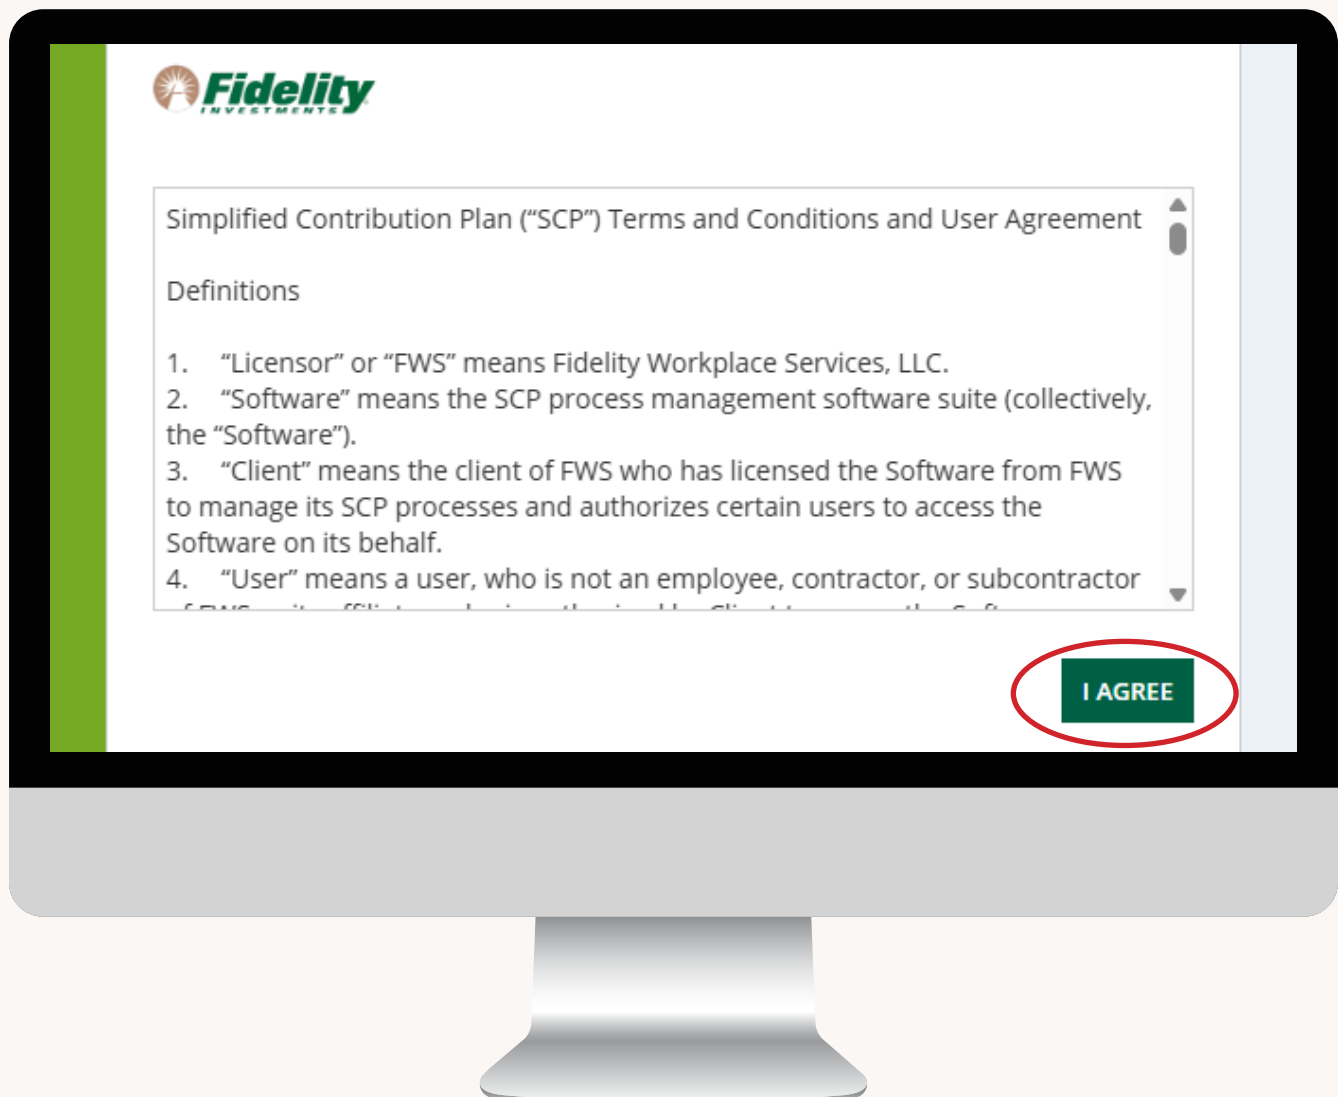 Fidelity
INVESTMENTS
Simplified Contribution Plan (“SCP”) Terms and Conditions and User Agreement
Definitions
1. “Licensor” or “FWS” means Fidelity Workplace Services, LLC.
2. “Software” means the SCP process management software suite (collectively,
the “Software”).
3. “Client” means the client of FWS who has licensed the Software from FWS
to manage its SCP processes and authorizes certain users to access the
Software on its behalf.
4. “User” means a user, who is not an employee, contractor, or subcontractor
I AGREE